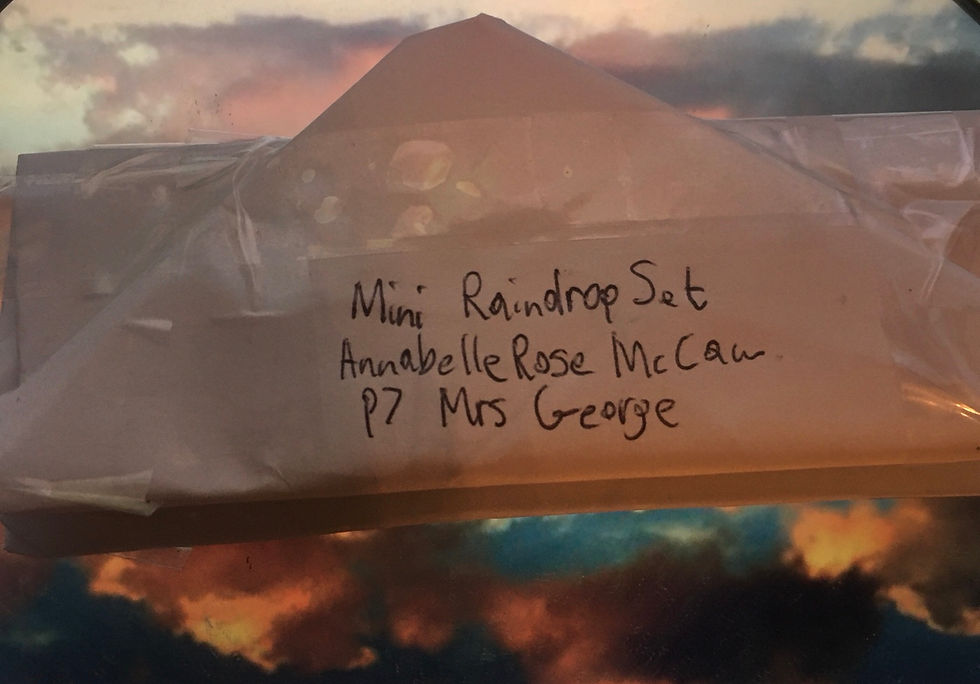 Mini Raindrop Set
Annabelle Rose McCaw
P7 Mrs George